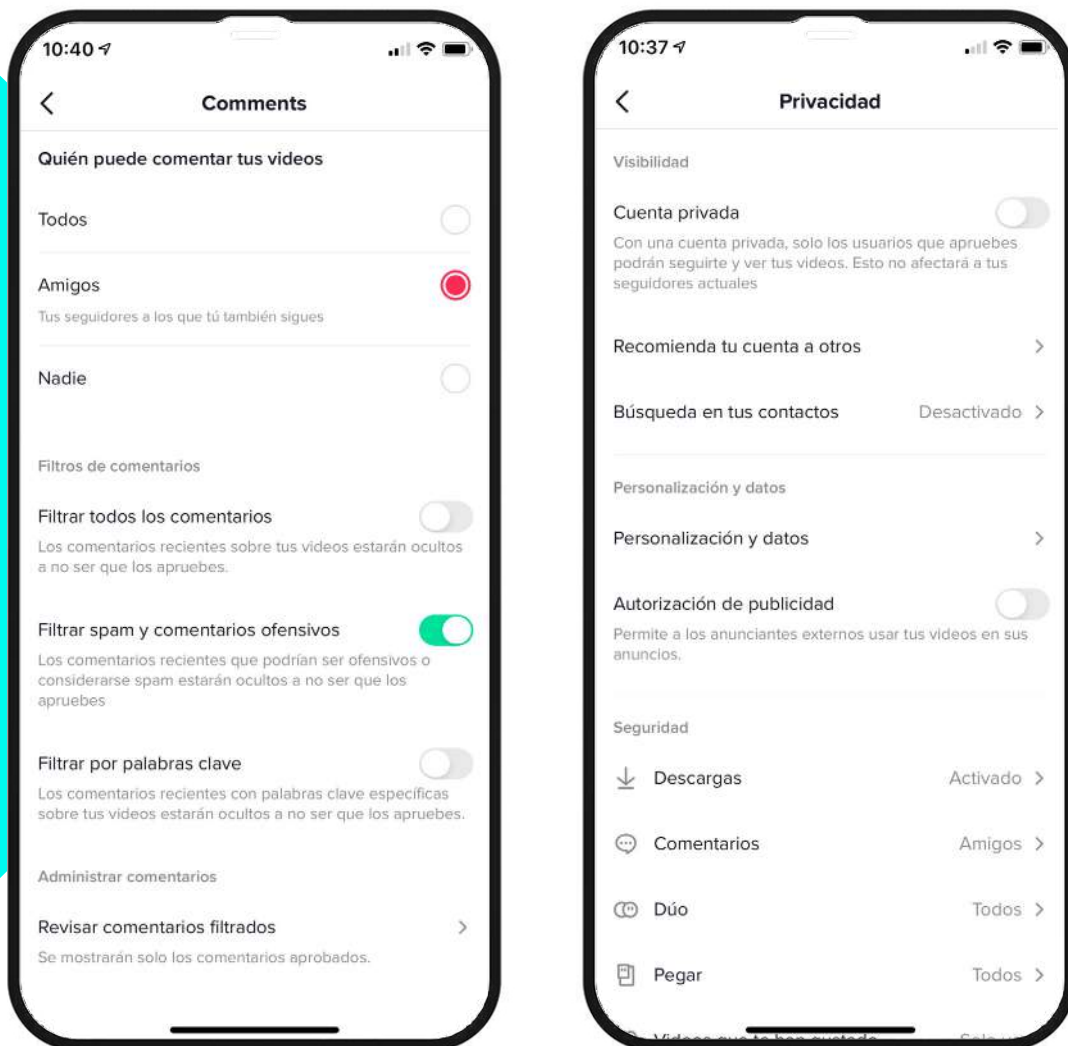 10:40
Comments
Quién puede comentar tus videos
Todos
Amigos
Tus seguidores a los que tú también sigues
Nadie
Filtros de comentarios
Filtrar todos los comentarios
Los comentarios recientes sobre tus videos estarán ocultos
a no ser que los apruebes.
Filtrar spam y comentarios ofensivos
Los comentarios recientes que podrían ser ofensivos o
considerarse spam estarán ocultos a no ser que los
apruebes
Filtrar por palabras clave
Los comentarios recientes con palabras clave específicas
sobre tus videos estarán ocultos a no ser que los apruebes.
Administrar comentarios
Revisar comentarios filtrados
Se mostrarán solo los comentarios aprobados.
10:37
Privacidad
Visibilidad
Cuenta privada
Con una cuenta privada, solo los usuarios que apruebes
podrán seguirte y ver tus videos. Esto no afectará a tus
seguidores actuales
Recomienda tu cuenta a otros
Búsqueda en tus contactos Desactivado
Personalización y datos
Personalización y datos
Autorización de publicidad
Permite a los anunciantes externos usar tus videos en sus
anuncios.
Seguridad
Descargas Activado
Comentarios Amigos
Dúo Todos
Pegar Todos
Videos que te han gustado Solo